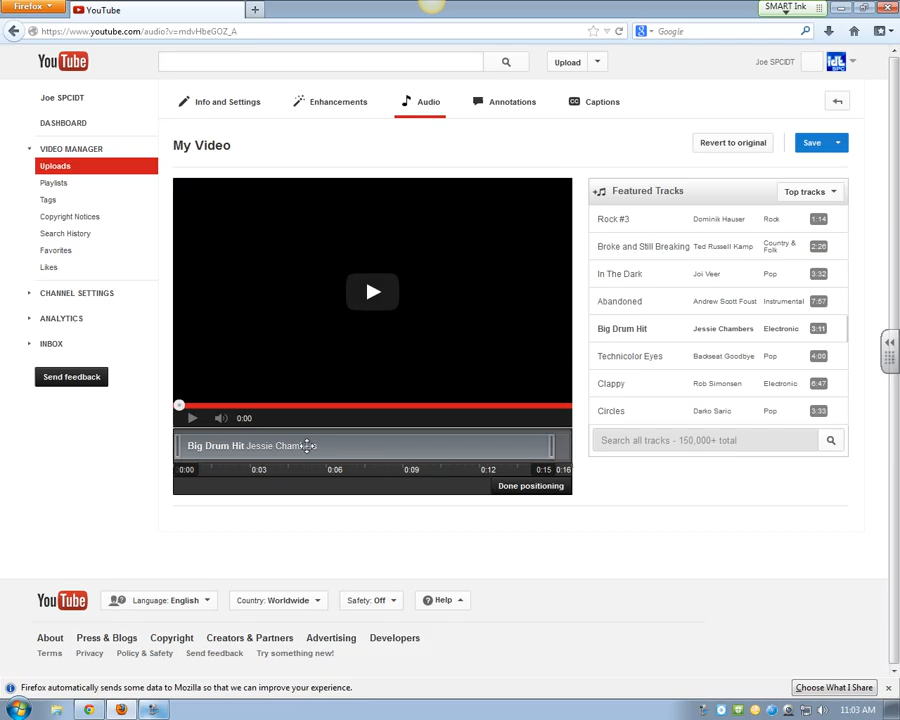 Firefox
YouTube
SMART Ink
https://www.youtube.com/audio?v=mdvHbeGOZ_A
Google
YouTube
Upload
Joe SPCIDT
idt
SPC
Joe SPCIDT
DASHBOARD
VIDEO MANAGER
Uploads
Playlists
Tags
Copyright Notices
Search History
Favorites
Likes
CHANNEL SETTINGS
ANALYTICS
INBOX
Send feedback
Info and Settings
Enhancements
Audio
Annotations
CC Captions
My Video
Revert to original
Save
Featured Tracks
Top tracks
Rock #3 Dominik Hauser Rock 1:14
Broke and Still Breaking Ted Russell Kamp Country & Folk 2:26
In The Dark Joi Veer Pop 3:32
Abandoned Andrew Scott Foust Instrumental 7:57
Big Drum Hit Jessie Chambers Electronic 3:11
Technicolor Eyes Backseat Goodbye Pop 4:00
Clappy Rob Simonsen Electronic 6:47
Circles Darko Saric Pop 3:33
Search all tracks - 150,000+ total
0:00
Big Drum Hit Jessie Chambers
0:00 0:03 0:06 0:09 0:12 0:15 0:16
Done positioning
YouTube
Language: English
Country: Worldwide
Safety: Off
Help
About Press & Blogs Copyright Creators & Partners Advertising Developers
Terms Privacy Policy & Safety Send feedback Try something new!
Firefox automatically sends some data to Mozilla so that we can improve your experience.
Choose What I Share
11:03 AM